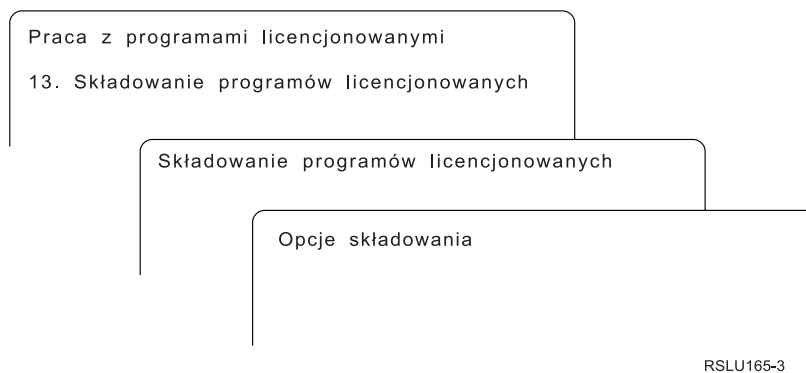 Praca z programami licencjonowanymi
13. Składowanie programów licencjonowanych
Składowanie programów licencjonowanych
Opcje składowania
RSLU165-3